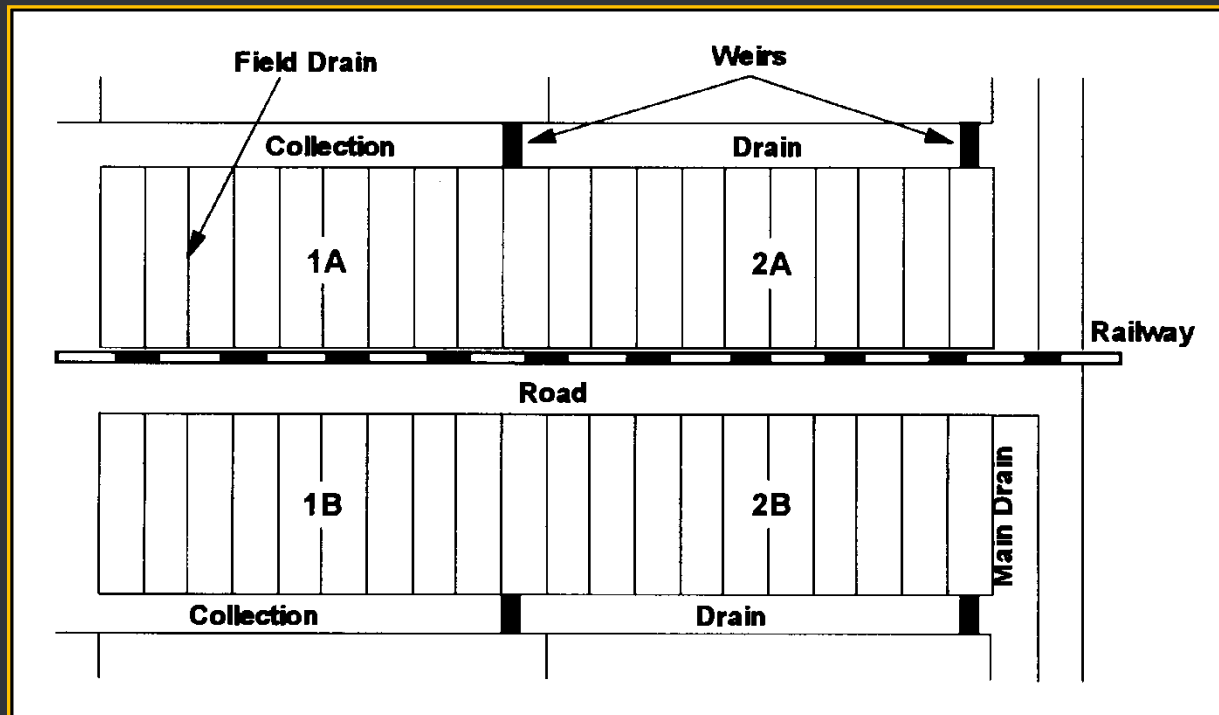 Field Drain
Weirs
Collection
Drain
1A
2A
Railway
Road
1B
2B
Main Drain
Collection
Drain